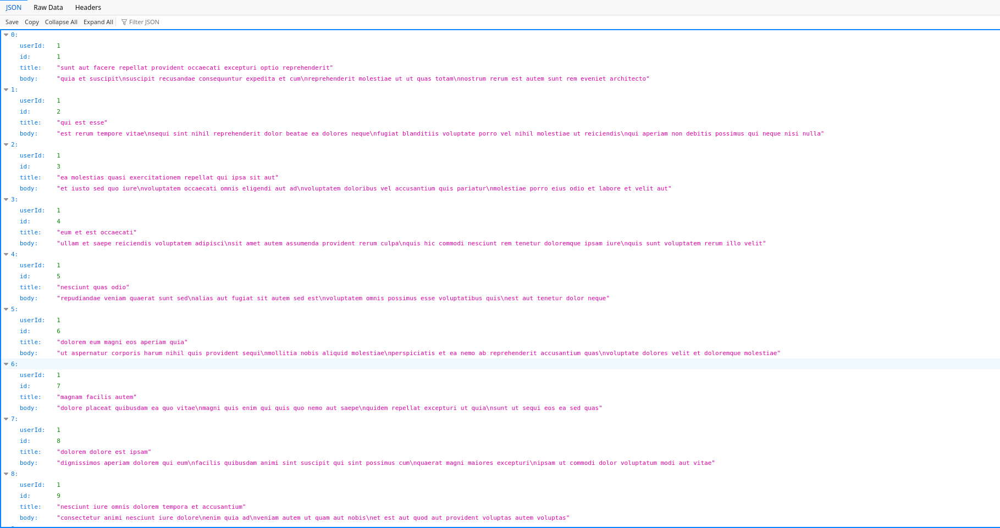 JSON Raw Data Headers
Save Copy Collapse All Expand All Filter JSON
0:
userId: 1
id: 1
title: "sunt aut facere repellat provident occaecati excepturi optio reprehenderit"
body: "quia et suscipit\nsuscipit recusandae consequuntur expedita et cum\nreprehenderit molestiae ut ut quas totam\nnostrum rerum est autem sunt rem eveniet architecto"
1:
userId: 1
id: 2
title: "qui est esse"
body: "est rerum tempore vitae\nsequi sint nihil reprehenderit dolor beatae ea dolores neque\nfugiat blanditiis voluptate porro vel nihil molestiae ut reiciendis\nqui aperiam non debitis possimus qui neque nisi nulla"
2:
userId: 1
id: 3
title: "ea molestias quasi exercitationem repellat qui ipsa sit aut"
body: "et iusto sed quo iure\nvoluptatem occaecati omnis eligendi aut ad\nvoluptatem doloribus vel accusantium quis pariatur\nmolestiae porro eius odio et labore et velit aut"
3:
userId: 1
id: 4
title: "eum et est occaecati"
body: "ullam et saepe reiciendis voluptatem adipisci\nsit amet autem assumenda provident rerum culpa\nquis hic commodi nesciunt rem tenetur doloremque ipsam iure\nquis sunt voluptatem rerum illo velit"
4:
userId: 1
id: 5
title: "nesciunt quas odio"
body: "repudiandae veniam quaerat sunt sed\nalias aut fugiat sit autem sed est\nvoluptatem omnis possimus esse voluptatibus quis\nest aut tenetur dolor neque"
5:
userId: 1
id: 6
title: "dolorem eum magni eos aperiam quia"
body: "ut aspernatur corporis harum nihil quis provident sequi\nmollitia nobis aliquid molestiae\nperspiciatis et ea nemo ab reprehenderit accusantium quas\nvoluptate dolores velit et doloremque molestiae"
6:
userId: 1
id: 7
title: "magnam facilis autem"
body: "dolore placeat quibusdam ea quo vitae\nmagni quis enim qui quis quo nemo aut saepe\nquidem repellat excepturi ut quia\nsunt ut sequi eos ea sed quas"
7:
userId: 1
id: 8
title: "dolorem dolore est ipsam"
body: "dignissimos aperiam dolorem qui eum\nfacilis quibusdam animi sint suscipit qui sint possimus cum\nquaerat magni maiores excepturi\nipsam ut commodi dolor voluptatum modi aut vitae"
8:
userId: 1
id: 9
title: "nesciunt iure omnis dolorem tempora et accusantium"
body: "consectetur animi nesciunt iure dolore\nenim quia ad\nveniam autem ut quam aut nobis\net est aut quod aut provident voluptas autem voluptas"